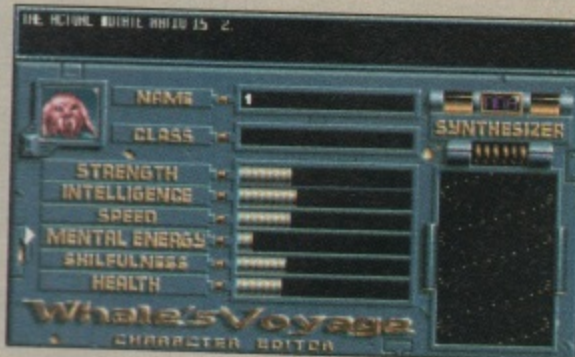 THE ACTUAL MUTATE RATIO IS 2.
NAME
1
CLASS
SYNTHESIZER
STRENGTH
INTELLIGENCE
SPEED
MENTAL ENERGY
SKILFULNESS
HEALTH
Whale's Voyage
CHARACTER EDITOR